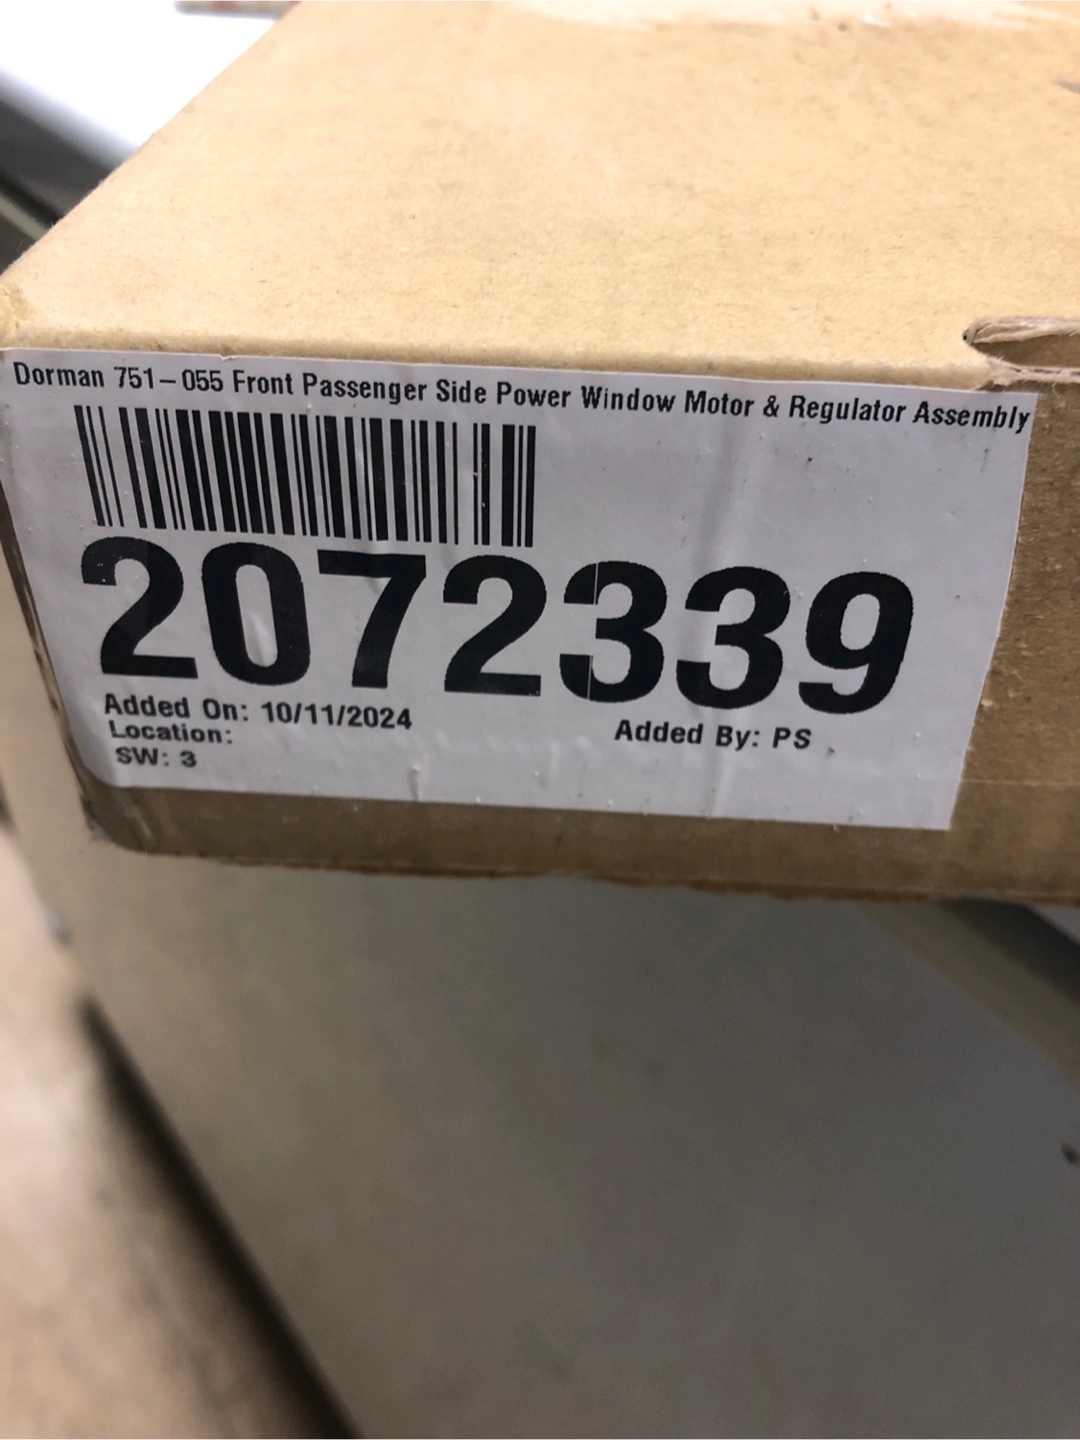 Dorman 751-055 Front Passenger Side Power Window Motor & Regulator Assembly
2072339
Added On: 10/11/2024
Added By: PS
Location:
SW: 3